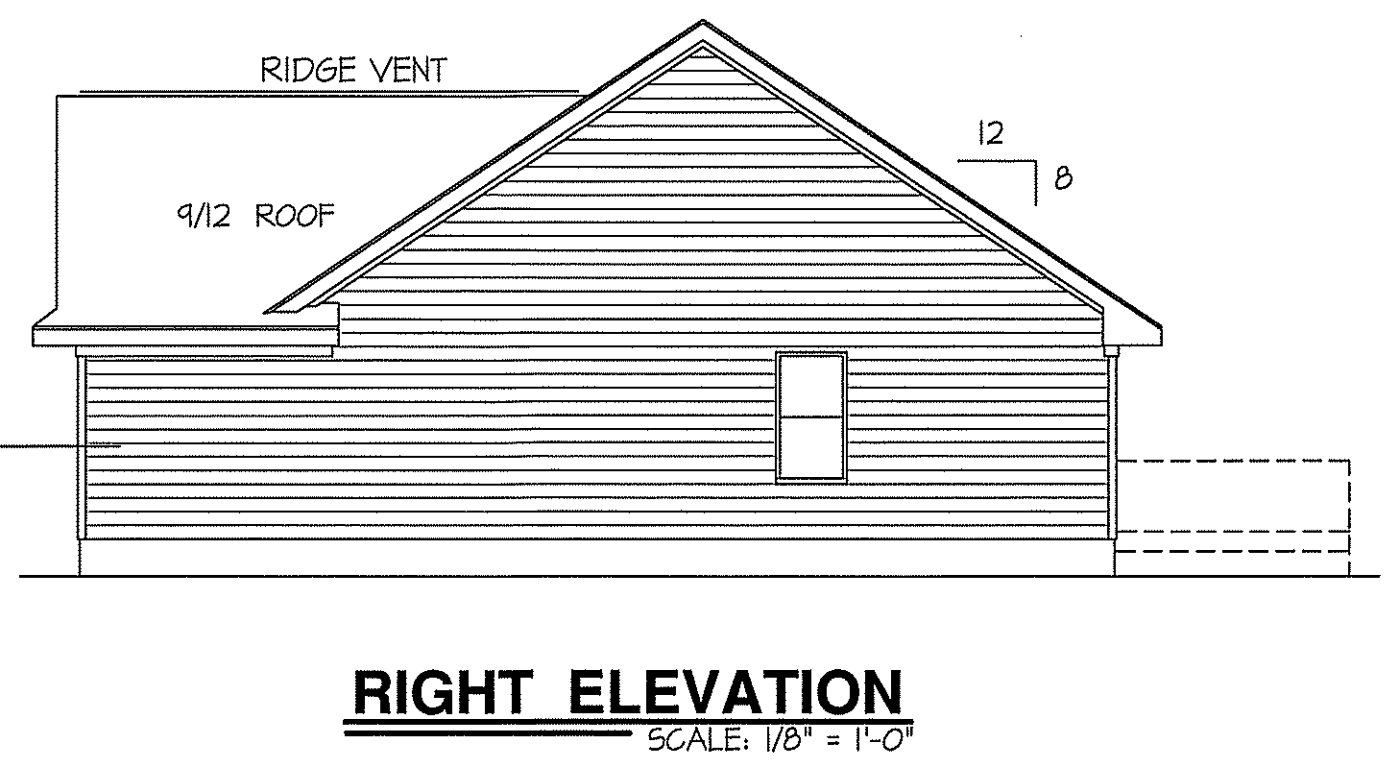 RIDGE VENT
12
8
9/12 ROOF
RIGHT ELEVATION
SCALE: 1/8" = 1'-0"